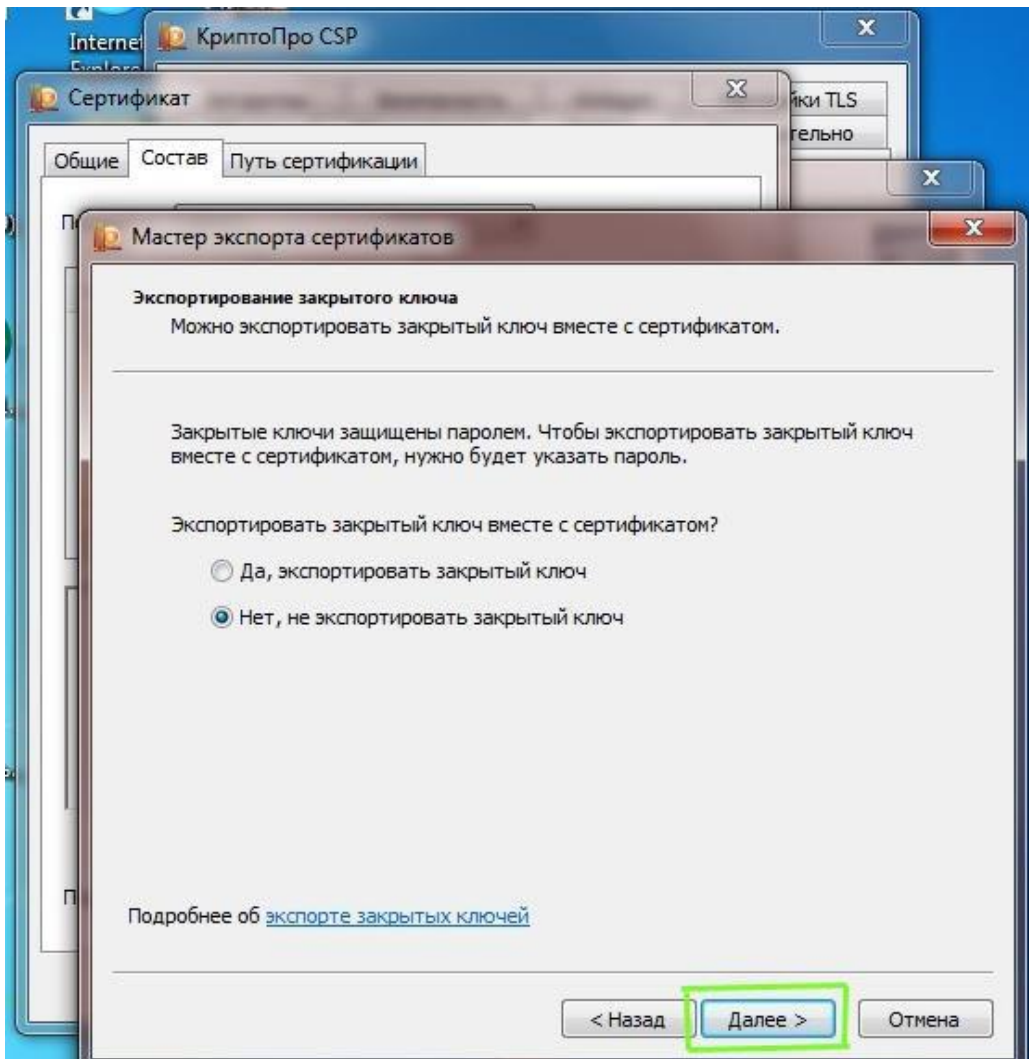 Internet
КриптоПро CSP
Сертификат
TLS
Общие
Состав
Путь сертификации
Мастер экспорта сертификатов
Экспортирование закрытого ключа
Можно экспортировать закрытый ключ вместе с сертификатом.
Закрытые ключи защищены паролем. Чтобы экспортировать закрытый ключ
вместе с сертификатом, нужно будет указать пароль.
Экспортировать закрытый ключ вместе с сертификатом?
Да, экспортировать закрытый ключ
Нет, не экспортировать закрытый ключ
Подробнее об экспорте закрытых ключей
< Назад
Далее >
Отмена